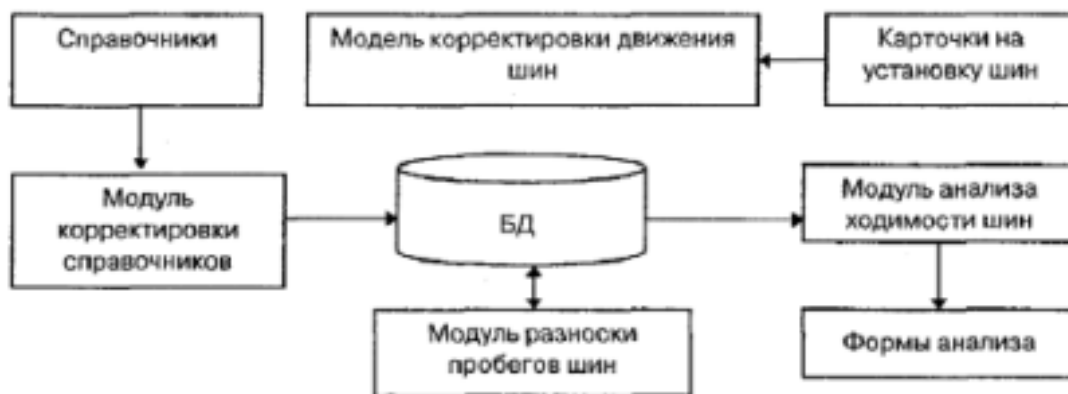 Справочники
Модель корректировки движения
шин
Карточки на
установку шин
Модуль
корректировки
справочников
БД
Модуль анализа
ходимости шин
Модуль разноски
пробегов шин
Формы анализа